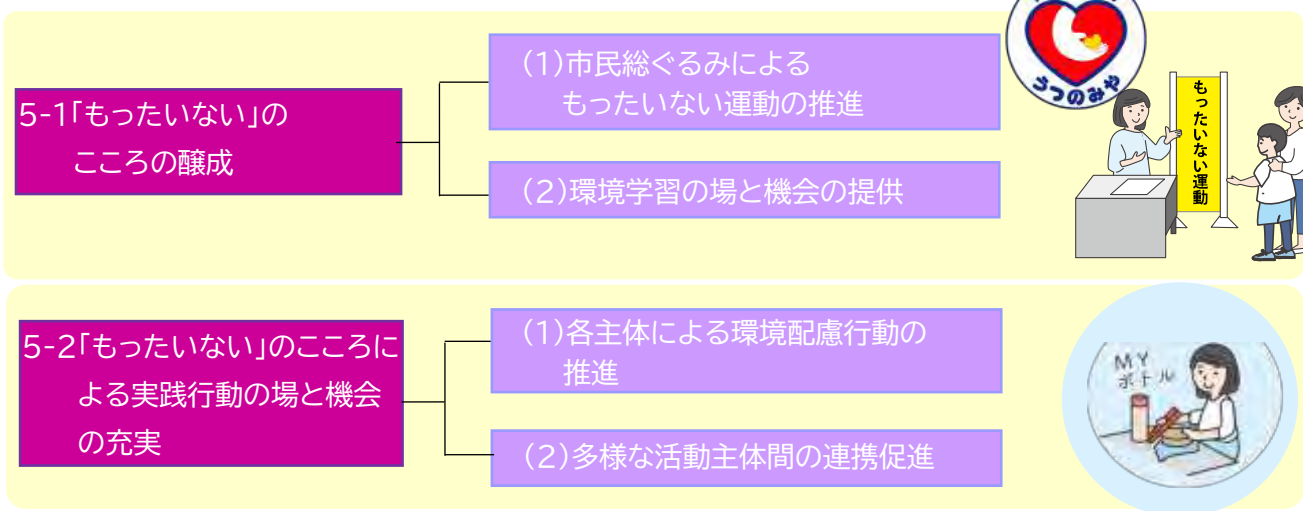 5-1「もったいない」の
こころの醸成
(1)市民総ぐるみによる
もったいない運動の推進
(2)環境学習の場と機会の提供
うつのみや
もったいない運動
5-2「もったいない」のこころに
よる実践行動の場と機会
の充実
(1)各主体による環境配慮行動の
推進
(2)多様な活動主体間の連携促進
MY
ボトル